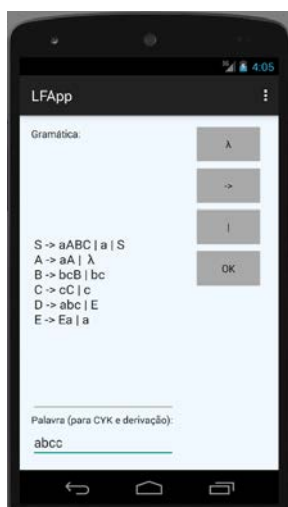 4:05
LFApp
Gramática:
λ
->
|
OK
S -> aABC | a | S
A -> aA | λ
B -> bcB | bc
C -> cC | c
D -> abc | E
E -> Ea | a
Palavra (para CYK e derivação):
abcc